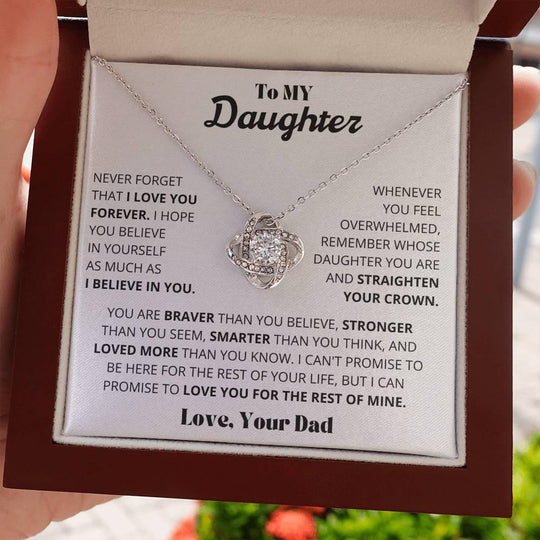 To MY
Daughter
NEVER FORGET
THAT I LOVE YOU
FOREVER. I HOPE
YOU BELIEVE
IN YOURSELF
AS MUCH AS
I BELIEVE IN YOU.
WHENEVER
YOU FEEL
OVERWHELMED,
REMEMBER WHOSE
DAUGHTER YOU ARE
AND STRAIGHTEN
YOUR CROWN.
YOU ARE BRAVER THAN YOU BELIEVE, STRONGER
THAN YOU SEEM, SMARTER THAN YOU THINK, AND
LOVED MORE THAN YOU KNOW. I CAN'T PROMISE TO
BE HERE FOR THE REST OF YOUR LIFE, BUT I CAN
PROMISE TO LOVE YOU FOR THE REST OF MINE.
Love, Your Dad